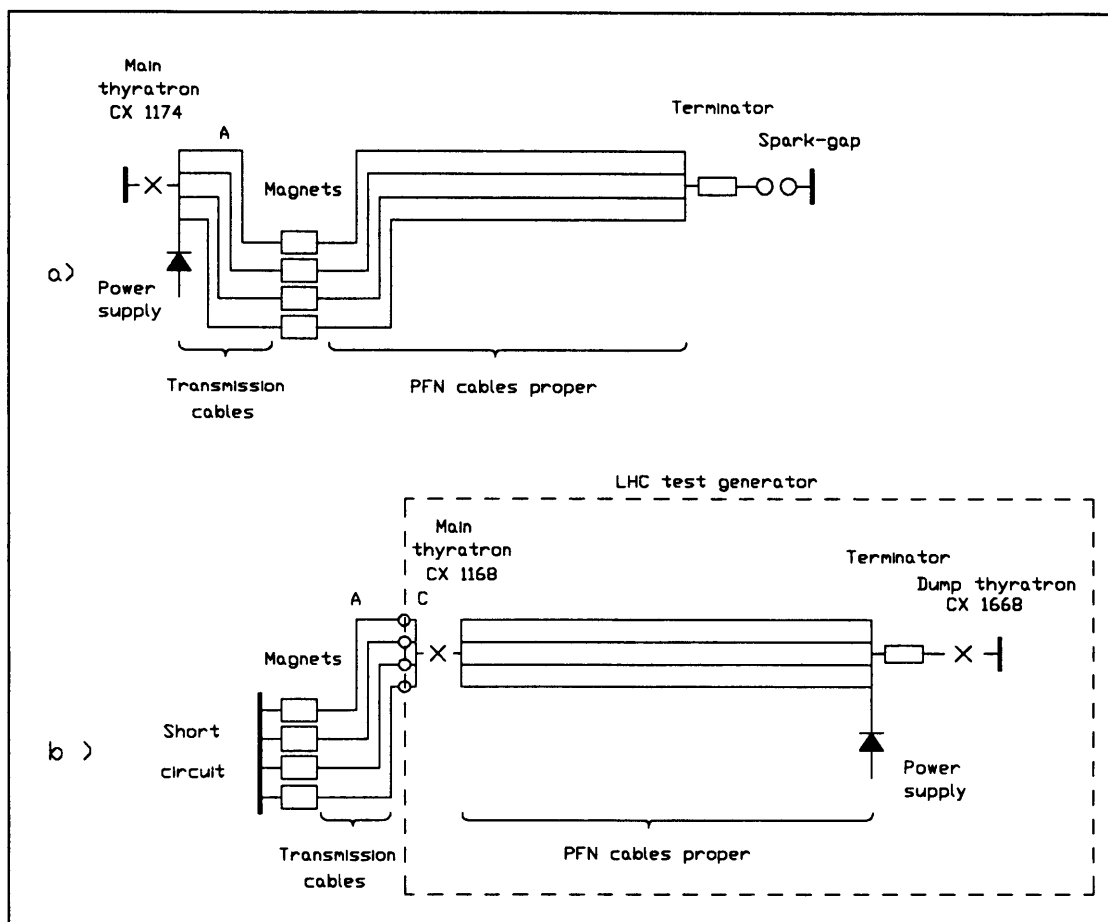 Main
thyratron
CX 1174
A
Terminator
Spark-gap
Magnets
a)
Power
supply
Transmission
cables
PFN cables proper
LHC test generator
Main
thyratron
CX 1168
Terminator
Dump thyratron
CX 1668
A
C
Magnets
Short
circuit
b )
Power
supply
Transmission
cables
PFN cables proper